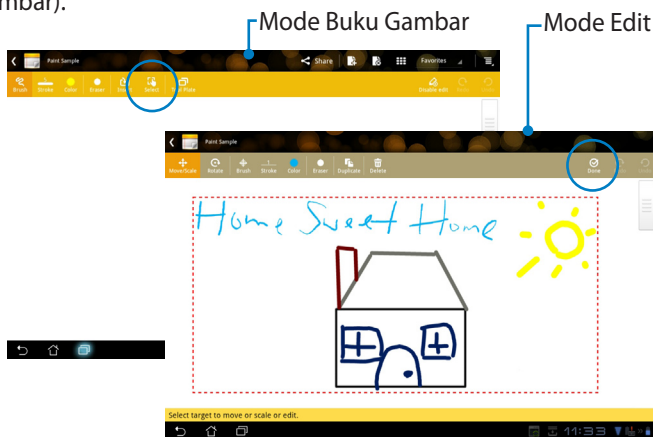 mbar).
Mode Buku Gambar
Mode Edit
Paint Sample
Share
Favorites
Brush
Stroke
Color
Eraser
Select
Disable edit
Paint Sample
Move/Scale
Rotate
Brush
Stroke
Color
Eraser
Duplicate
Delete
Done
Undo
Home Sweet Home
Select target to move or scale or edit.
11:33